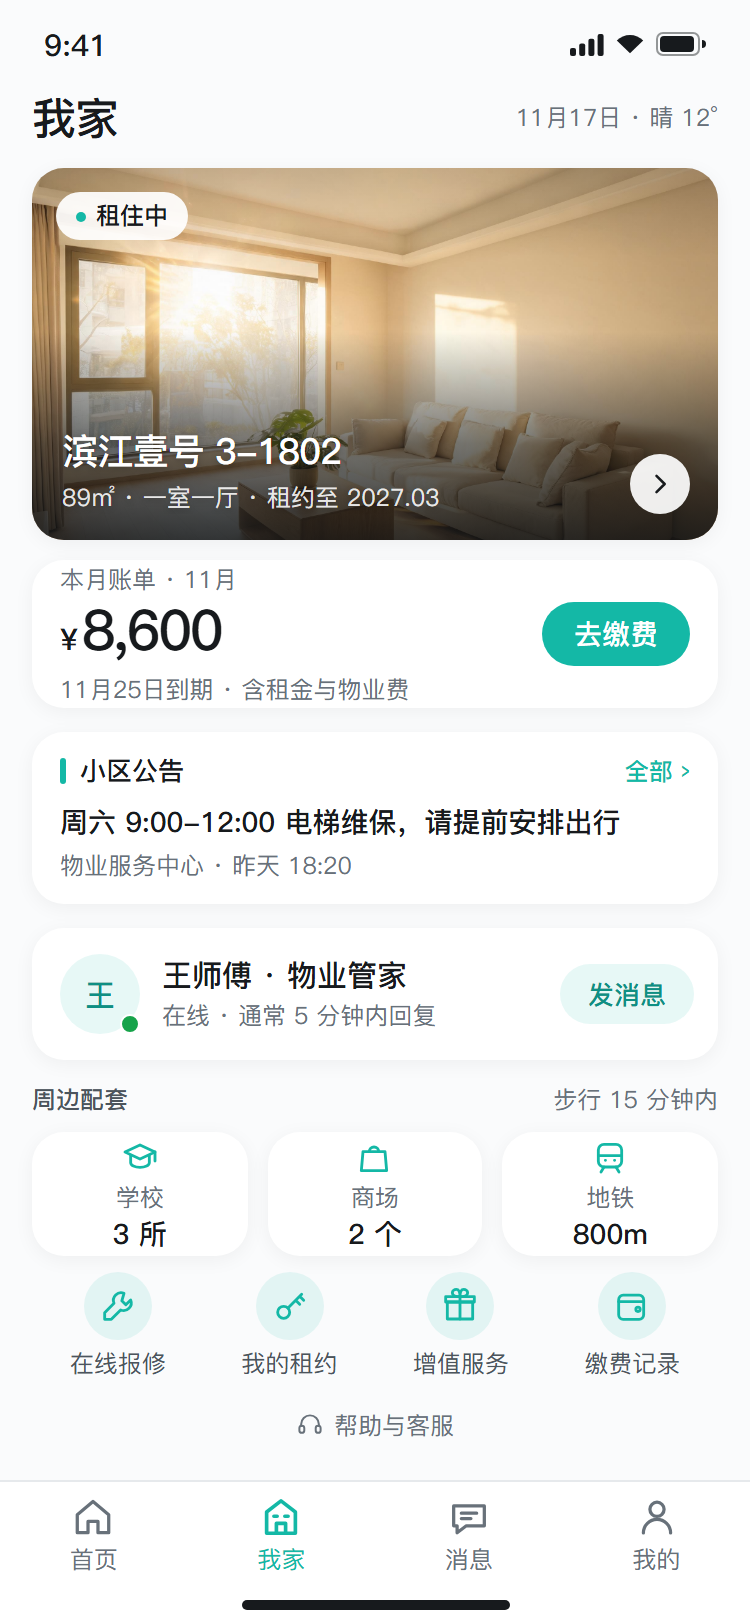 9:41
我家
11月17日 · 晴 12°
租住中
滨江壹号 3-1802
89㎡ · 一室一厅 · 租约至 2027.03
本月账单 · 11月
¥8,600
去缴费
11月25日到期 · 含租金与物业费
小区公告
全部 ›
周六 9:00-12:00 电梯维保，请提前安排出行
物业服务中心 · 昨天 18:20
王
王师傅 · 物业管家
在线 · 通常 5 分钟内回复
发消息
周边配套
步行 15 分钟内
学校
3 所
商场
2 个
地铁
800m
在线报修
我的租约
增值服务
缴费记录
帮助与客服
首页
我家
消息
我的